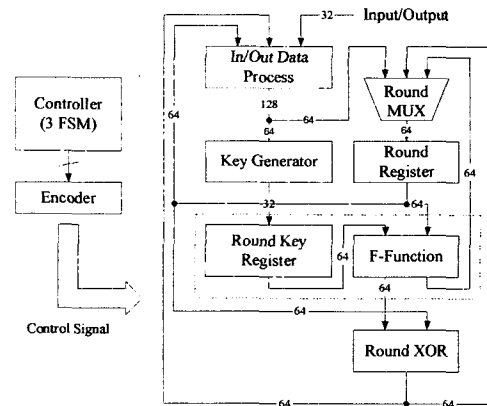 32 Input/Output
In/Out Data
Process
Controller
(3 FSM)
Encoder
Control Signal
64
128
64
64
Round
MUX
64
Key Generator
Round
Register
64
32
64
Round Key
Register
64
F-Function
64
64
Round XOR
64
64